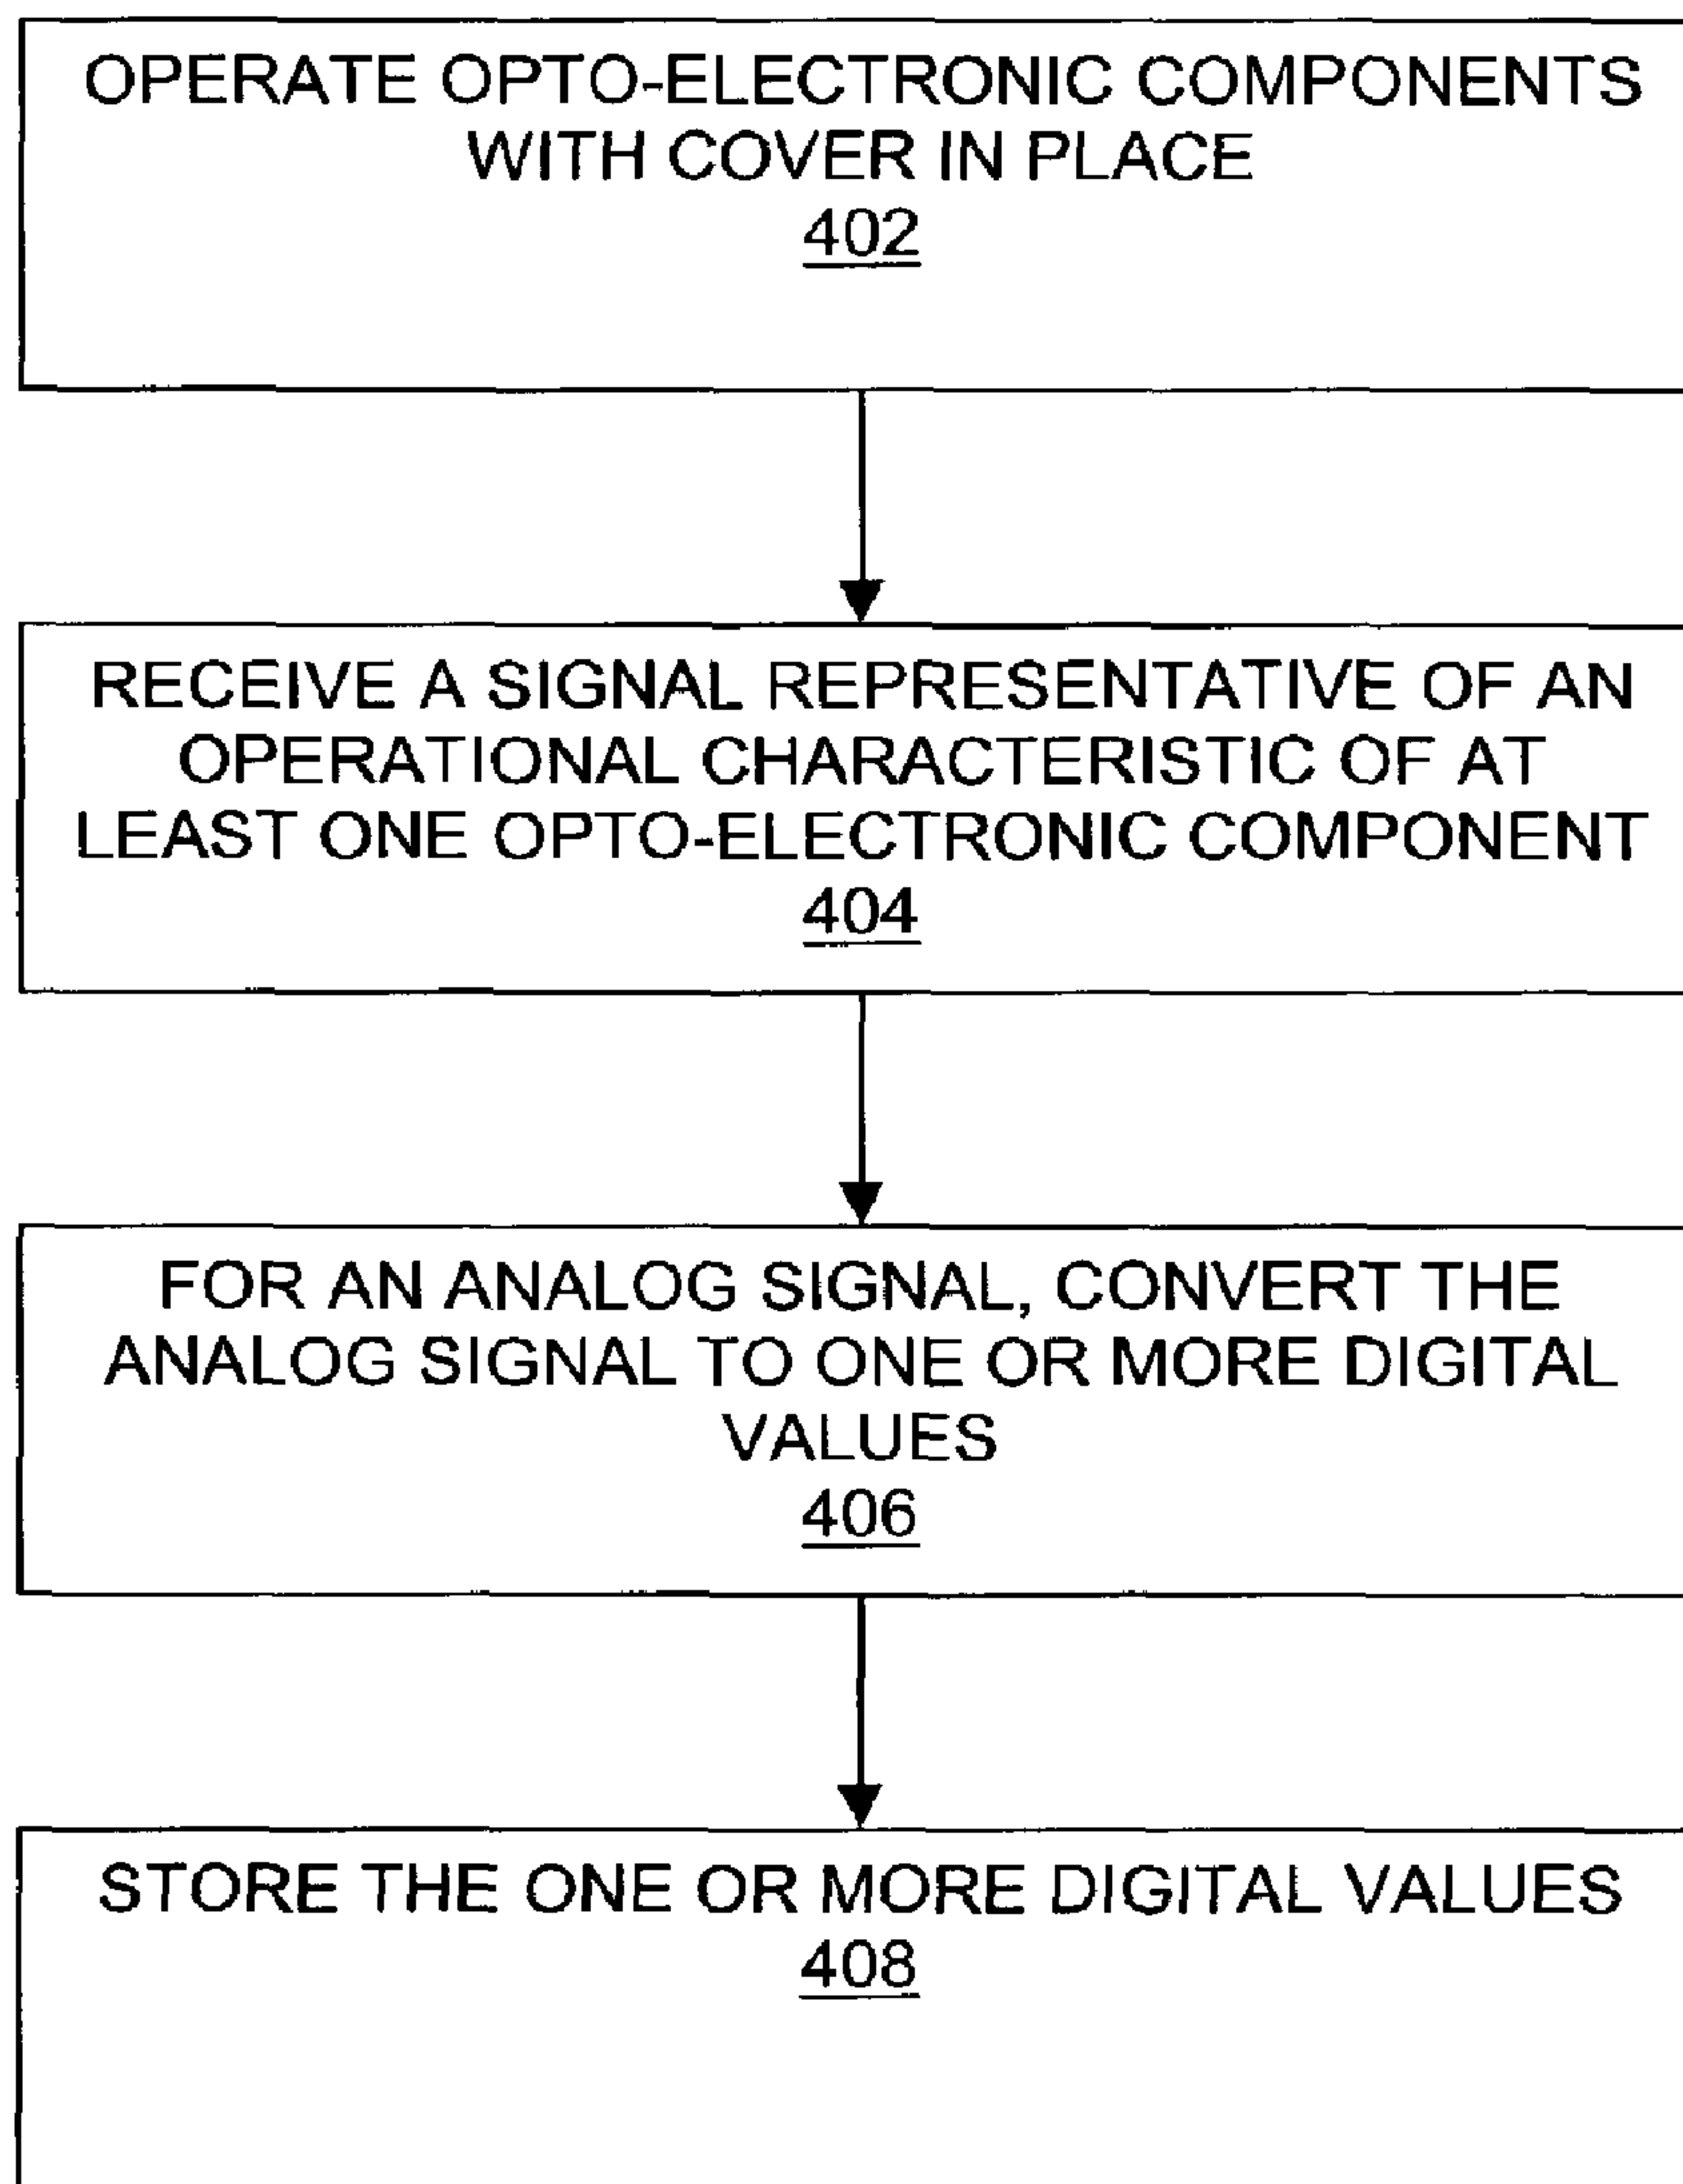 OPERATE OPTO-ELECTRONIC COMPONENTS
WITH COVER IN PLACE
402
RECEIVE A SIGNAL REPRESENTATIVE OF AN
OPERATIONAL CHARACTERISTIC OF AT
LEAST ONE OPTO-ELECTRONIC COMPONENT
404
FOR AN ANALOG SIGNAL, CONVERT THE
ANALOG SIGNAL TO ONE OR MORE DIGITAL
VALUES
406
STORE THE ONE OR MORE DIGITAL VALUES
408